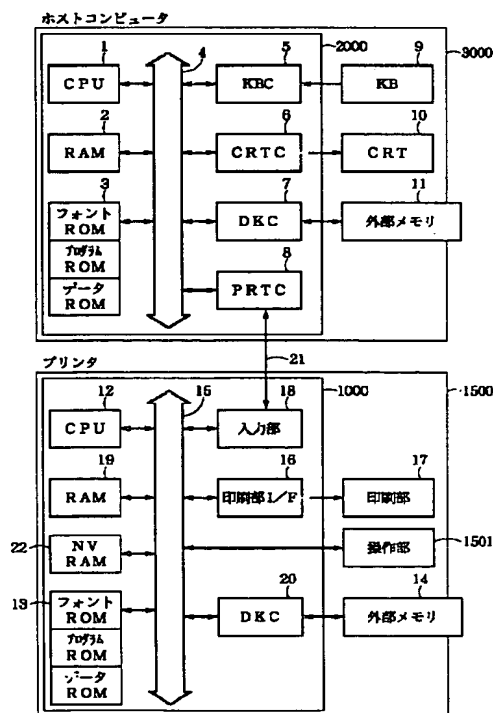 ホストコンピュータ
1
4
5
2000
9
3000
CPU
KBC
KB
2
6
10
RAM
CRTC
CRT
3
7
11
フォント
ROM
DKC
外部メモリ
プログラム
ROM
8
データ
ROM
PRTC
21
プリンタ
12
15
18
1000
1500
CPU
入力部
19
16
17
RAM
印刷部I/F
印刷部
22
NV
RAM
操作部
1501
13
20
14
フォント
ROM
DKC
外部メモリ
プログラム
ROM
データ
ROM